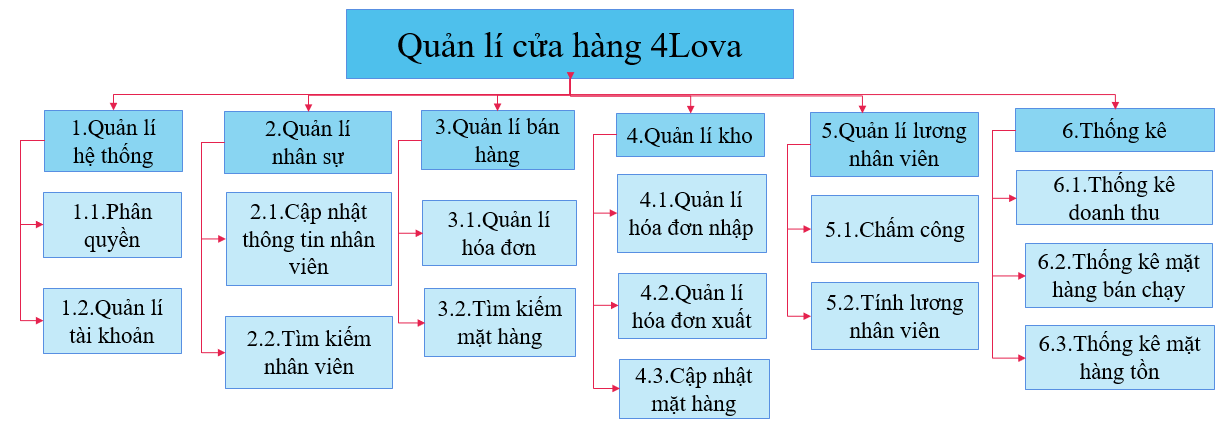 Quản lí cửa hàng 4Lova
1.Quản lí
hệ thống
1.1.Phân
quyền
1.2.Quản lí
tài khoản
2.Quản lí
nhân sự
2.1.Cập nhật
thông tin nhân
viên
2.2.Tìm kiếm
nhân viên
3.Quản lí bán
hàng
3.1.Quản lí
hóa đơn
3.2.Tìm kiếm
mặt hàng
4.Quản lí kho
4.1.Quản lí
hóa đơn nhập
4.2.Quản lí
hóa đơn xuất
4.3.Cập nhật
mặt hàng
5.Quản lí lương
nhân viên
5.1.Chấm công
5.2.Tính lương
nhân viên
6.Thống kê
6.1.Thống kê
doanh thu
6.2.Thống kê mặt
hàng bán chạy
6.3.Thống kê mặt
hàng tồn